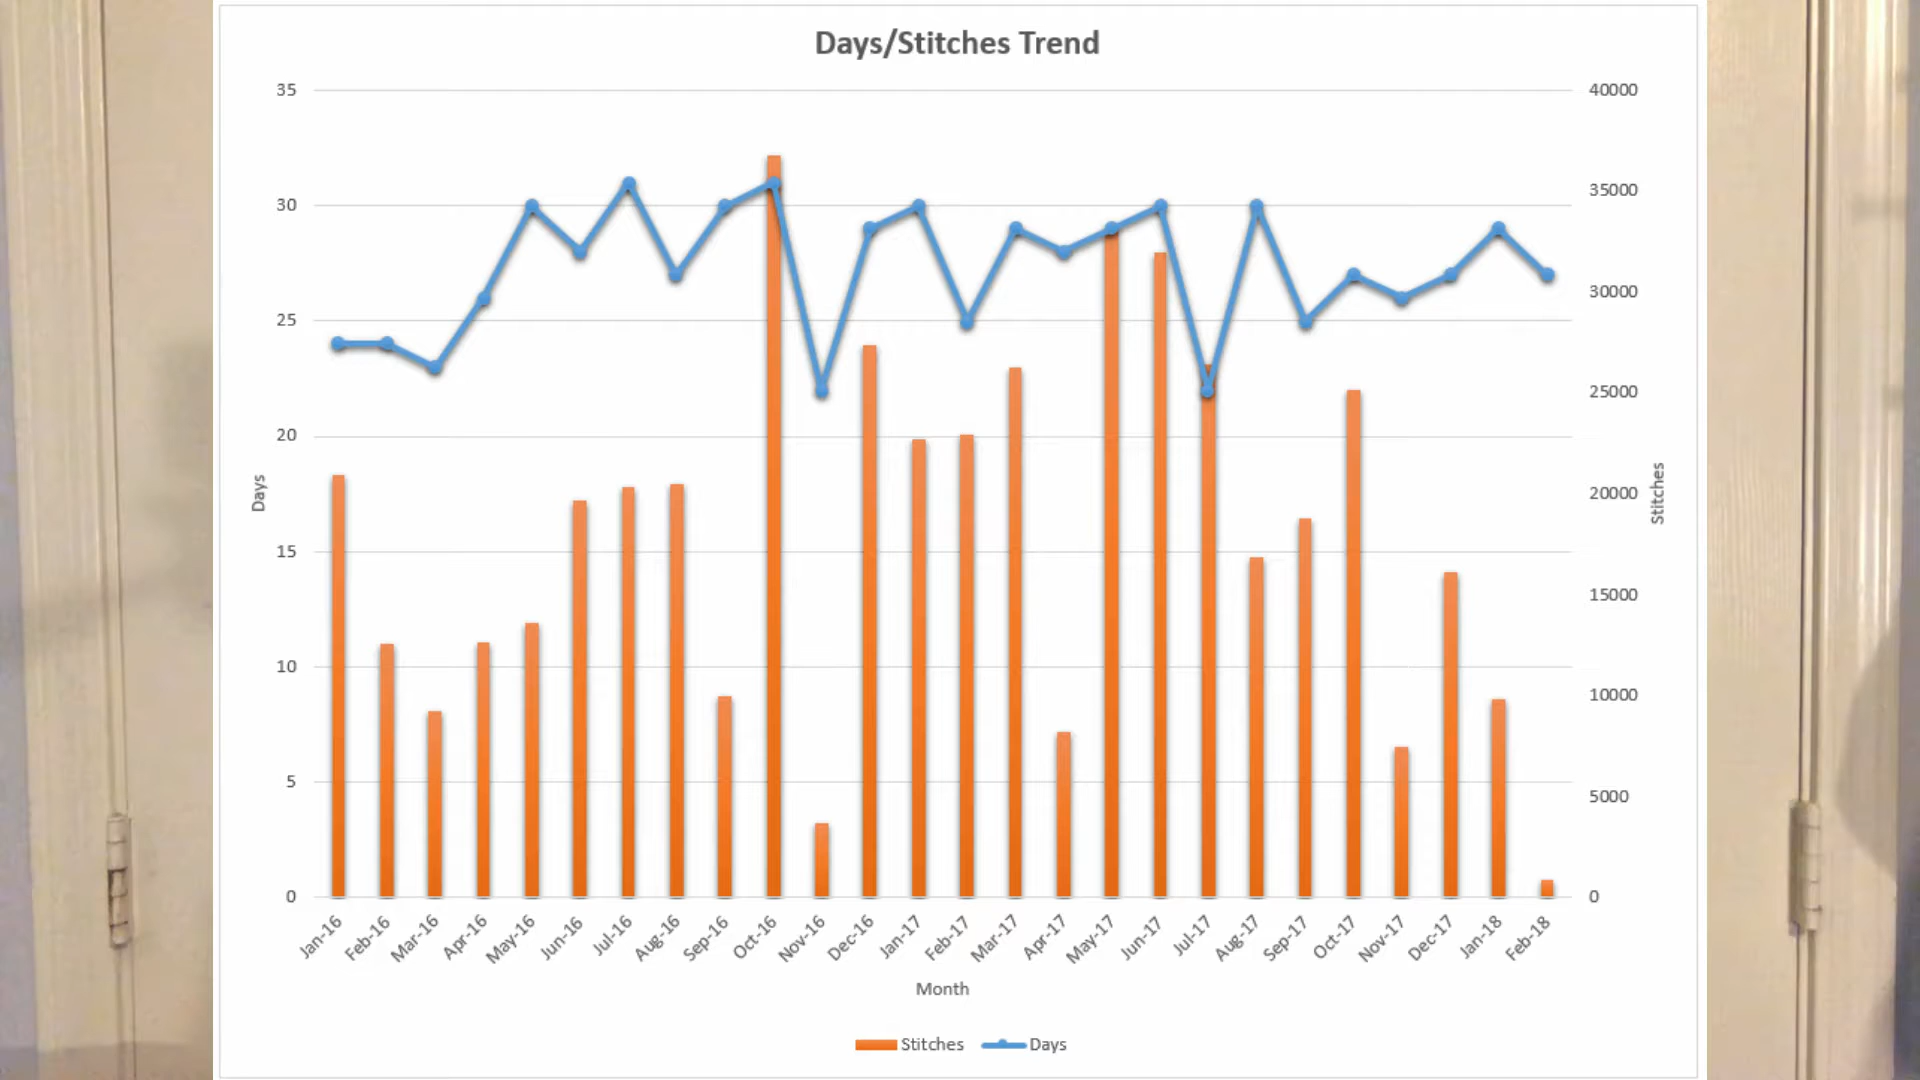 Days/Stitches Trend
35
30
25
20
15
10
5
0
Days
40000
35000
30000
25000
20000
15000
10000
5000
0
Stitches
Jan-16
Feb-16
Mar-16
Apr-16
May-16
Jun-16
Jul-16
Aug-16
Sep-16
Oct-16
Nov-16
Dec-16
Jan-17
Feb-17
Mar-17
Apr-17
May-17
Jun-17
Jul-17
Aug-17
Sep-17
Oct-17
Nov-17
Dec-17
Jan-18
Feb-18
Month
Stitches Days